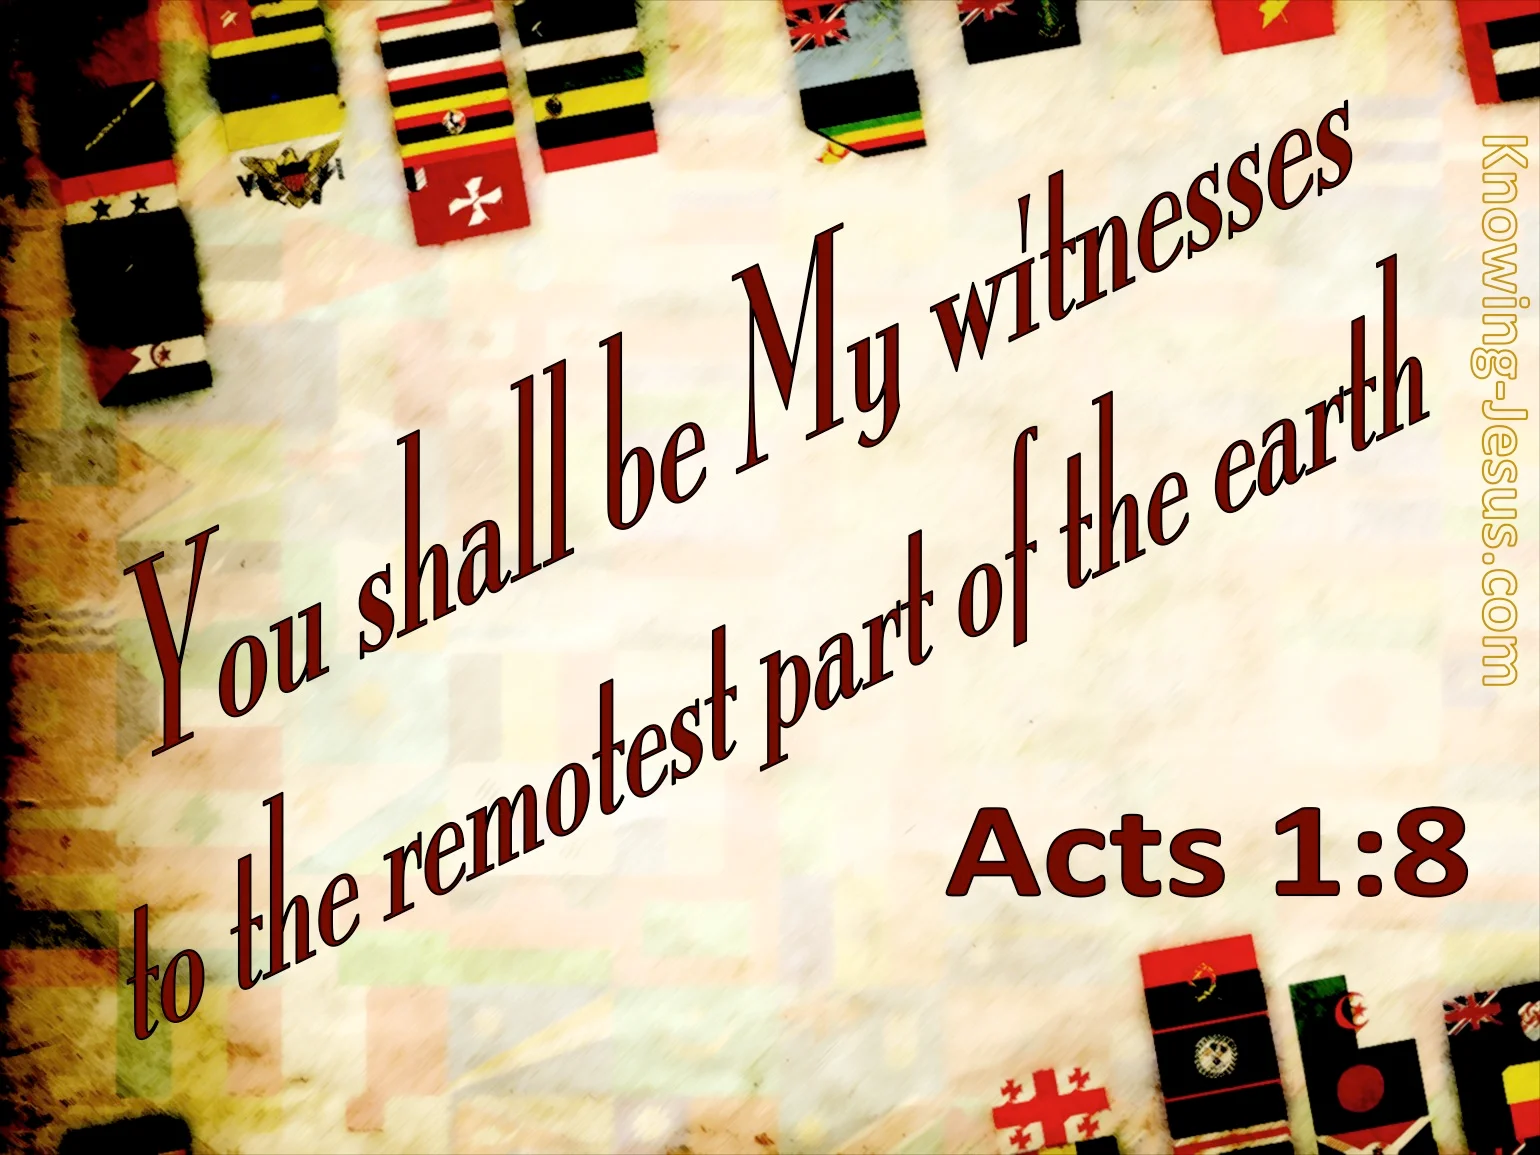 You shall be My witnesses
to the remotest part of the earth
Acts 1:8
Knowing-Jesus.com